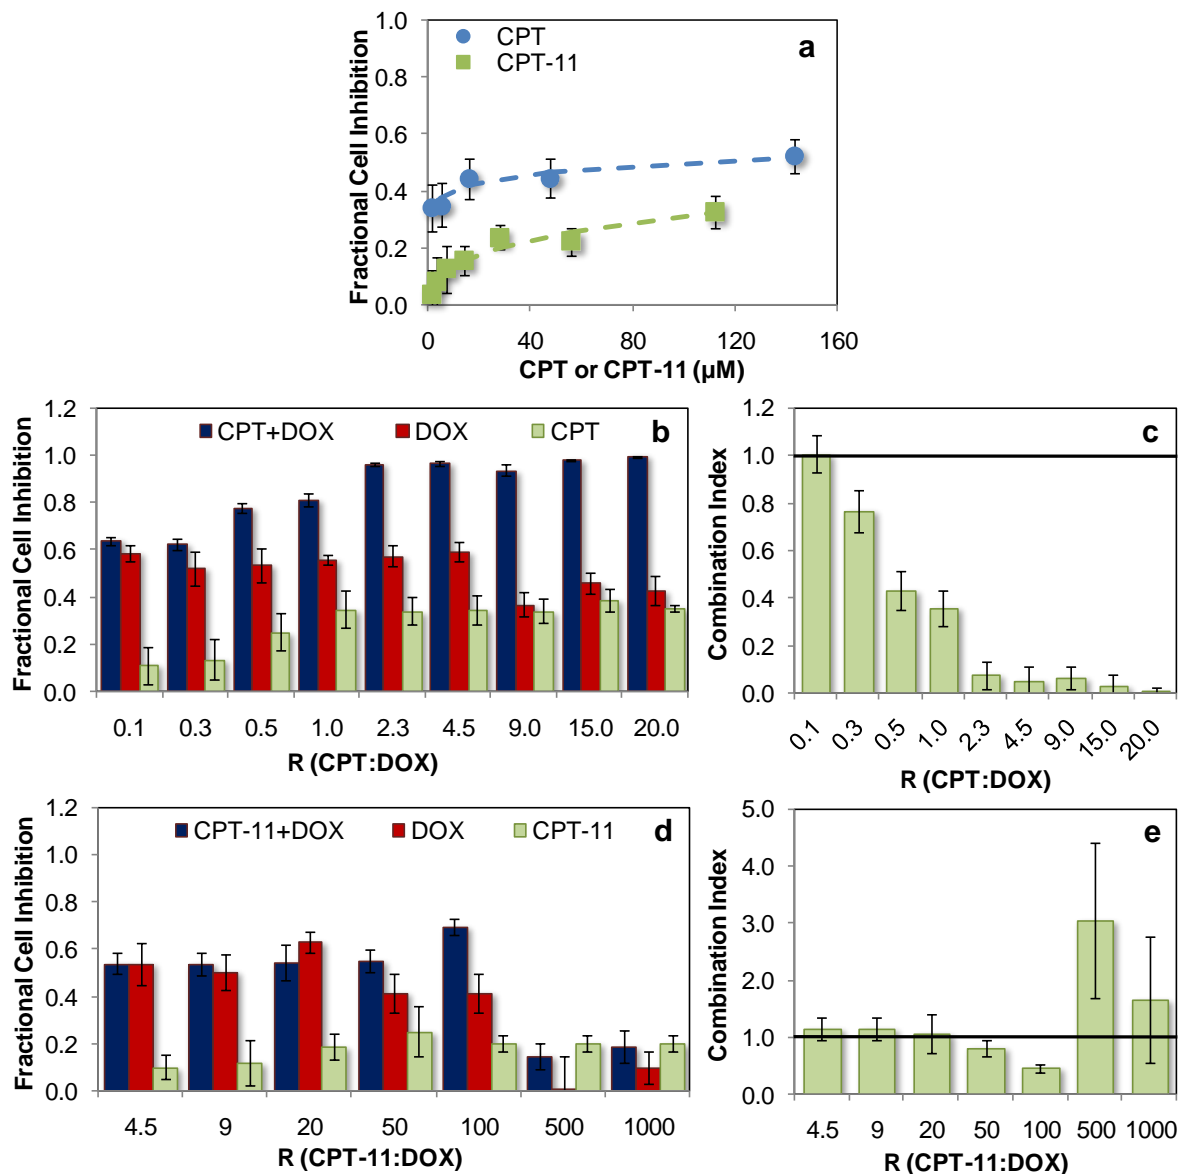 1.0
0.8
0.6
0.4
0.2
0.0
Fractional Cell Inhibition
CPT
CPT-11
a
0 40 80 120 160
CPT or CPT-11 (µM)
1.2
1.0
0.8
0.6
0.4
0.2
0.0
Fractional Cell Inhibition
CPT+DOX DOX CPT
b
0.1 0.3 0.5 1.0 2.3 4.5 9.0 15.0 20.0
R (CPT:DOX)
1.2
1.0
0.8
0.6
0.4
0.2
0.0
Combination Index
c
0.1 0.3 0.5 1.0 2.3 4.5 9.0 15.0 20.0
R (CPT:DOX)
1.2
1.0
0.8
0.6
0.4
0.2
0.0
Fractional Cell Inhibition
CPT-11+DOX DOX CPT-11
d
4.5 9 20 50 100 500 1000
R (CPT-11:DOX)
5.0
4.0
3.0
2.0
1.0
0.0
Combination Index
e
4.5 9 20 50 100 500 1000
R (CPT-11:DOX)